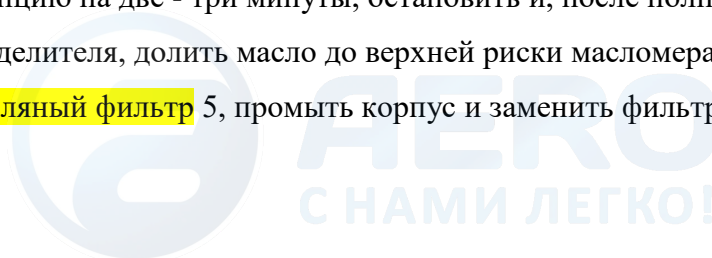 нцию на две - три минуты, остановить и, после полн
делителя, долить масло до верхней риски масломера
ляный фильтр 5, промыть корпус и заменить фильтр
AERO
С НАМИ ЛЕГКО!